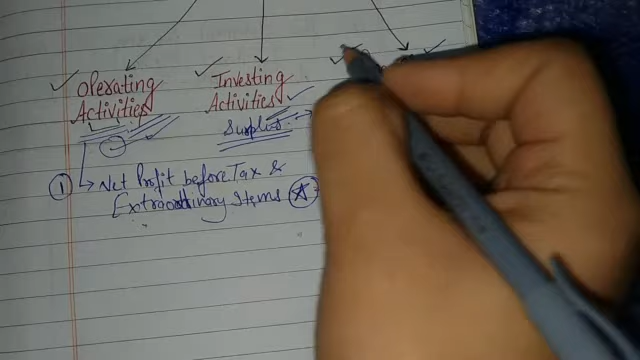 Operating
Activities
Investing
Activities
Surplus
① Net Profit before Tax &
Extraordinary Items